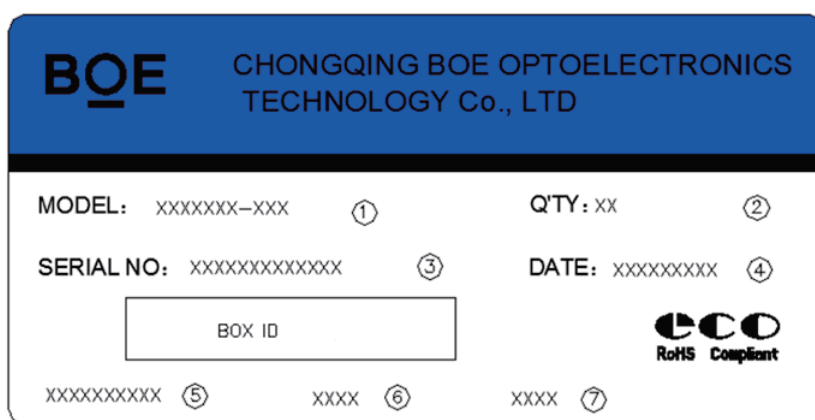 BOE
CHONGQING BOE OPTOELECTRONICS
TECHNOLOGY Co., LTD
MODEL: XXXXXXX-XXX ①
Q'TY: XX ②
SERIAL NO: XXXXXXXXXXXXX ③
DATE: XXXXXXXXX ④
BOX ID
eco
RoHS Compliant
XXXXXXXXXX ⑤ XXXX ⑥ XXXX ⑦